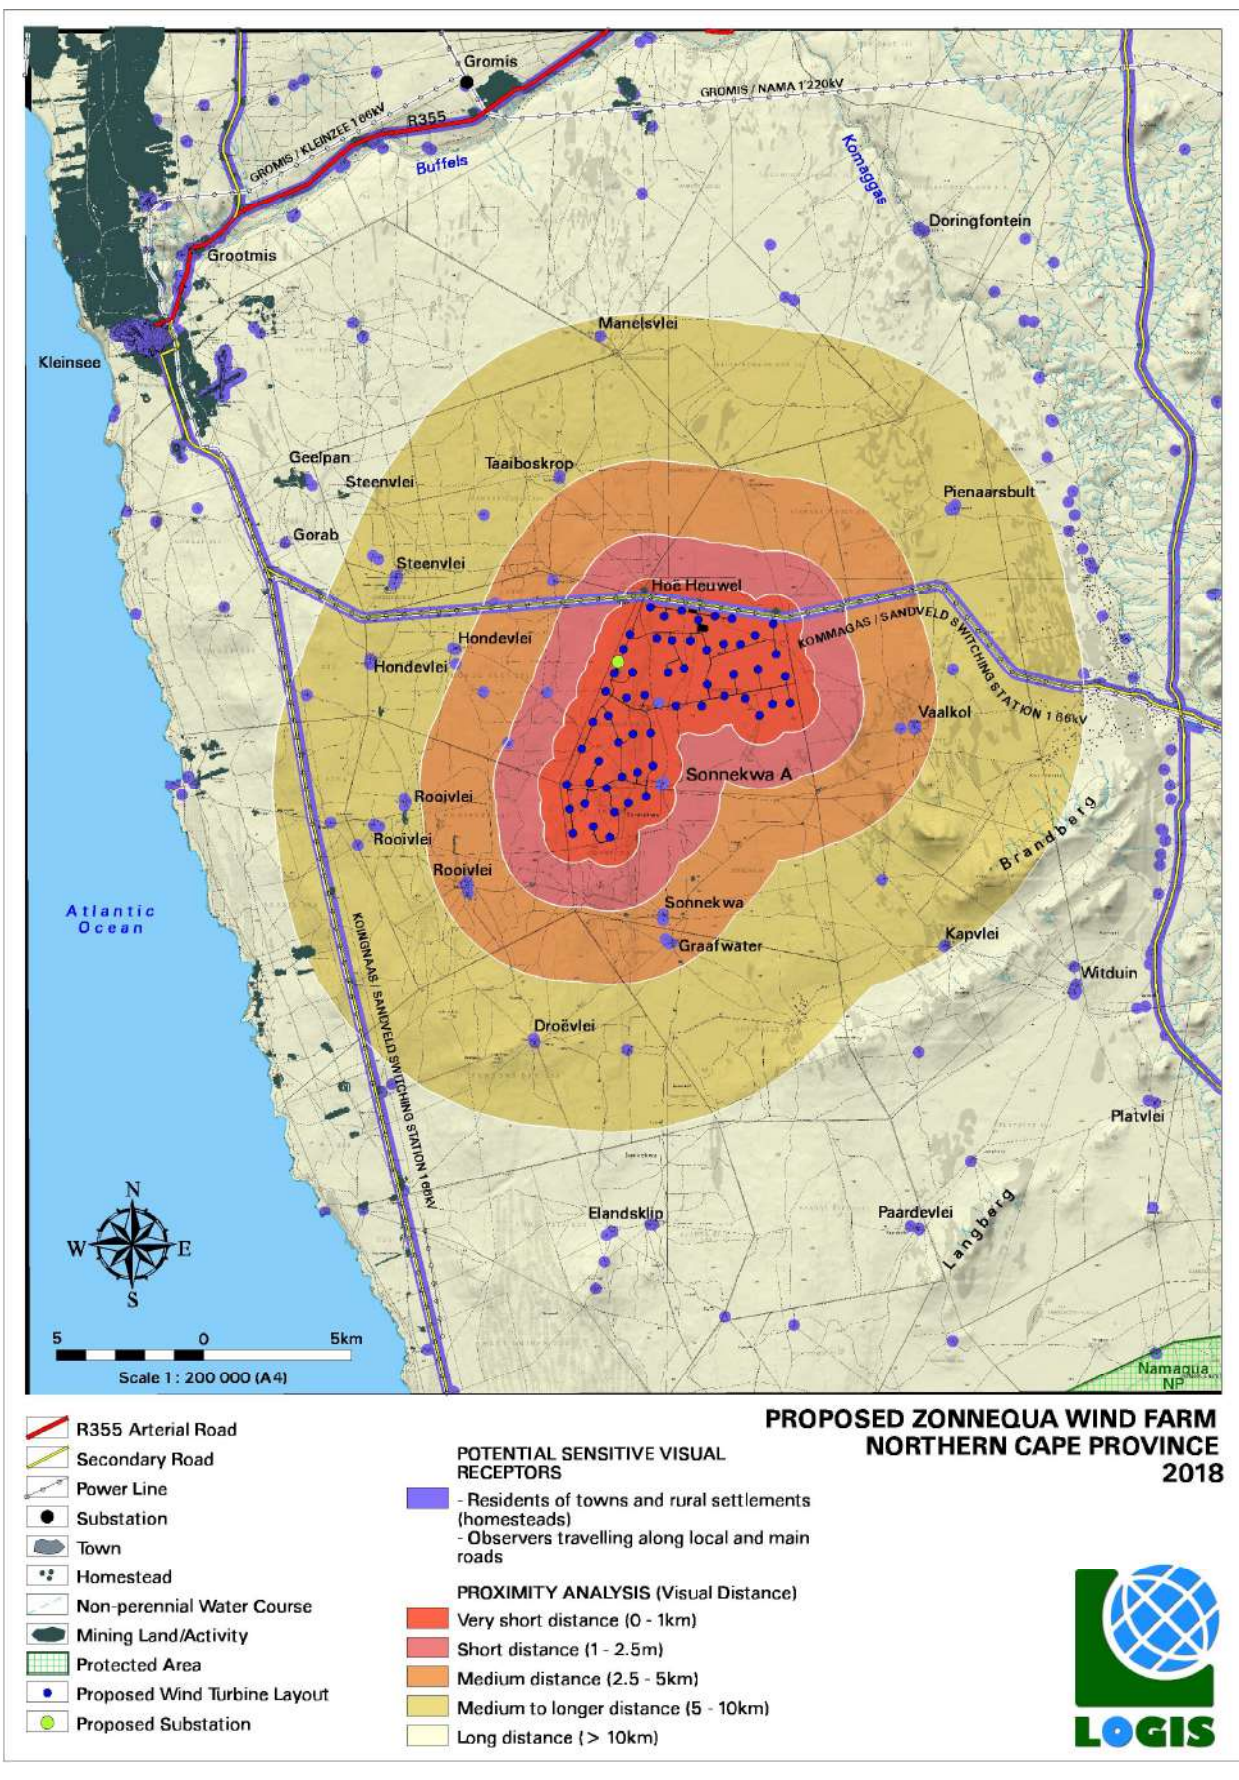 Gromis
GROMIS / NAMA 1 220kV
R355
GROMIS / KLEINZEE 1 66kV
Buffels
Komaggas
Doringfontein
Grootmis
Manelsvlei
Kleinsee
Geelpan
Taaiboskrop
Steenvlei
Pienaarsbult
Gorab
Steenvlei
Hoë Heuwel
KOMMAGAS / SANDVELD SWITCHING STATION 1 66kV
Hondevlei
Hondevlei
Vaalkol
Sonnekwa A
Rooivlei
Rooivlei
Brandberg
Rooivlei
Sonnekwa
Atlantic
Ocean
Kapvlei
Graafwater
KOINGNAAS / SANDVELD SWITCHING STATION 1 66kV
Witduin
Droëvlei
Platvlei
Elandsklip
Paardevlei
Langberg
N
W E
S
5 0 5km
Scale 1 : 200 000 (A4)
Namaqua
NP
R355 Arterial Road
Secondary Road
Power Line
Substation
Town
Homestead
Non-perennial Water Course
Mining Land/Activity
Protected Area
Proposed Wind Turbine Layout
Proposed Substation
POTENTIAL SENSITIVE VISUAL
RECEPTORS
- Residents of towns and rural settlements
(homesteads)
- Observers travelling along local and main
roads
PROXIMITY ANALYSIS (Visual Distance)
Very short distance (0 - 1km)
Short distance (1 - 2.5m)
Medium distance (2.5 - 5km)
Medium to longer distance (5 - 10km)
Long distance ( > 10km)
PROPOSED ZONNEQUA WIND FARM
NORTHERN CAPE PROVINCE
2018
LOGIS